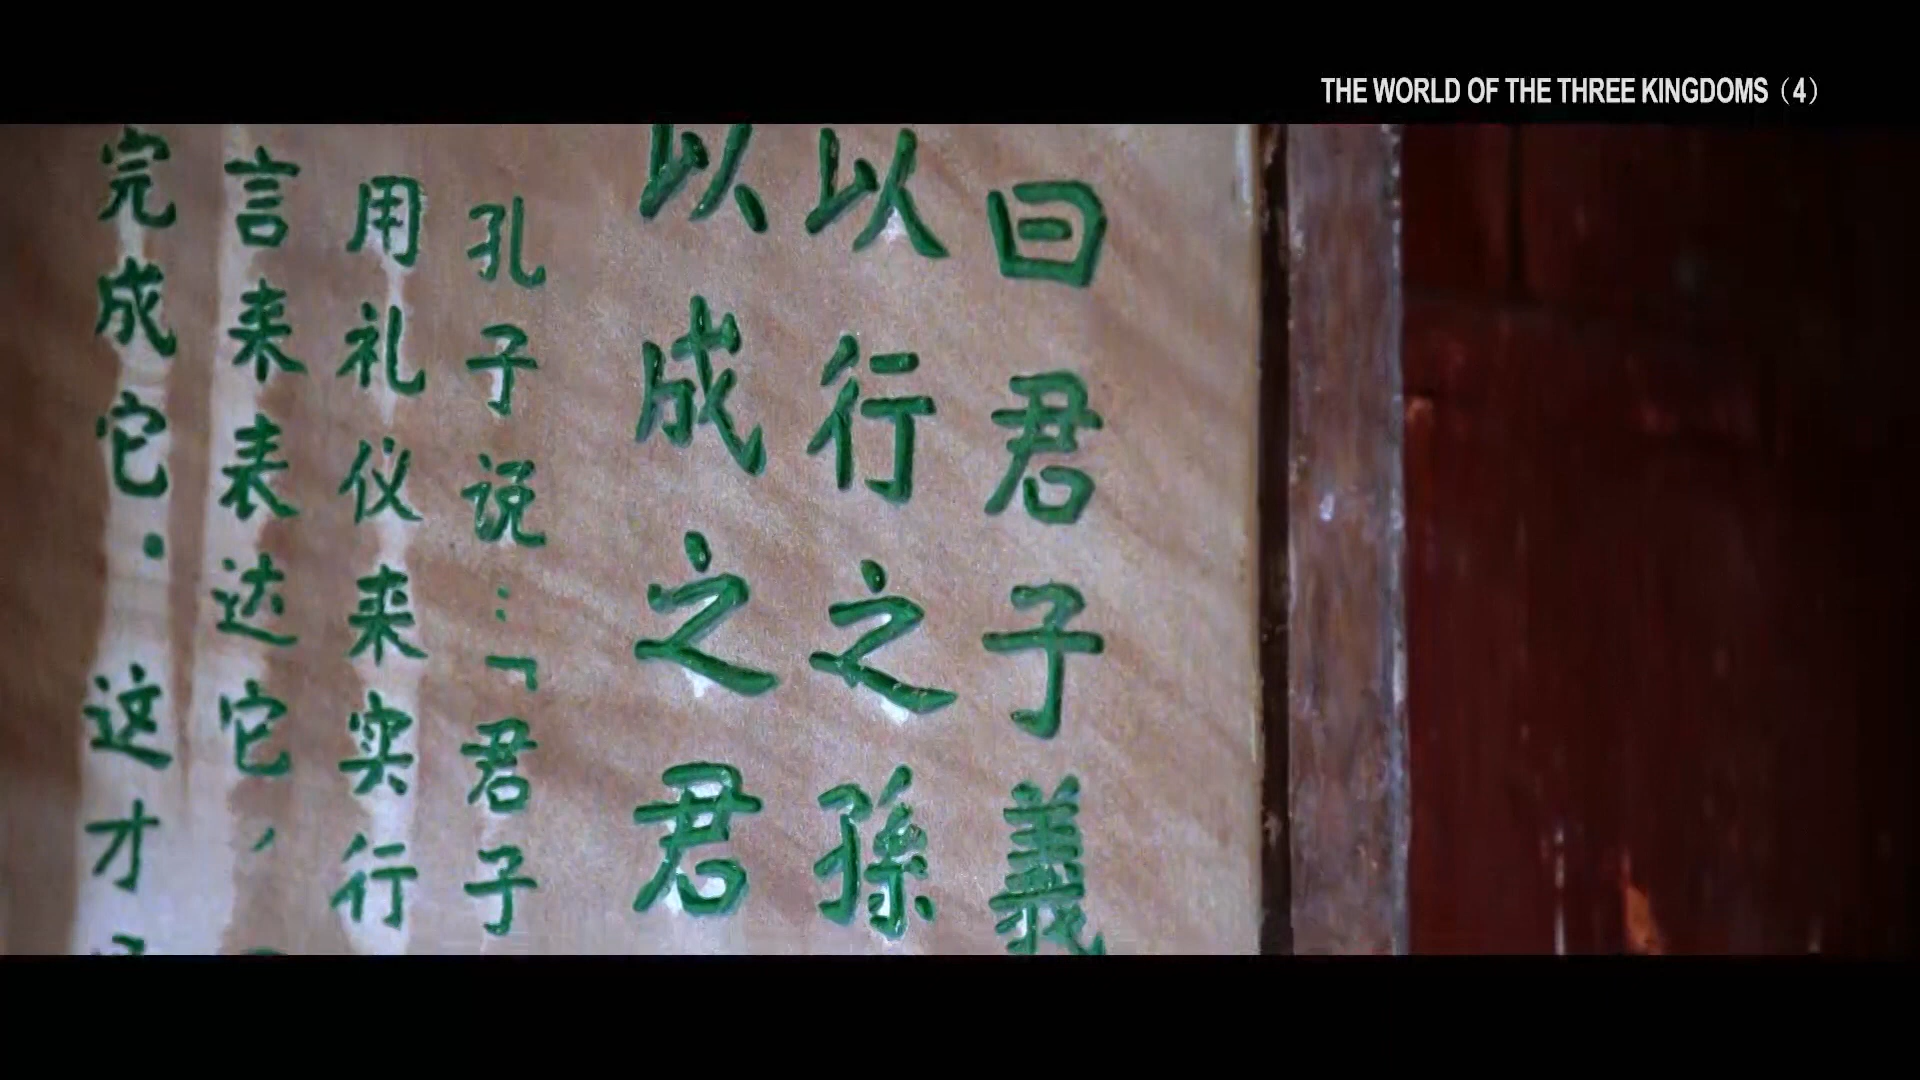 THE WORLD OF THE THREE KINGDOMS（4）
曰君子義
以行之孫
以成之君
孔子说：「君子
用礼仪来实行
言来表达它，
完成它。这才